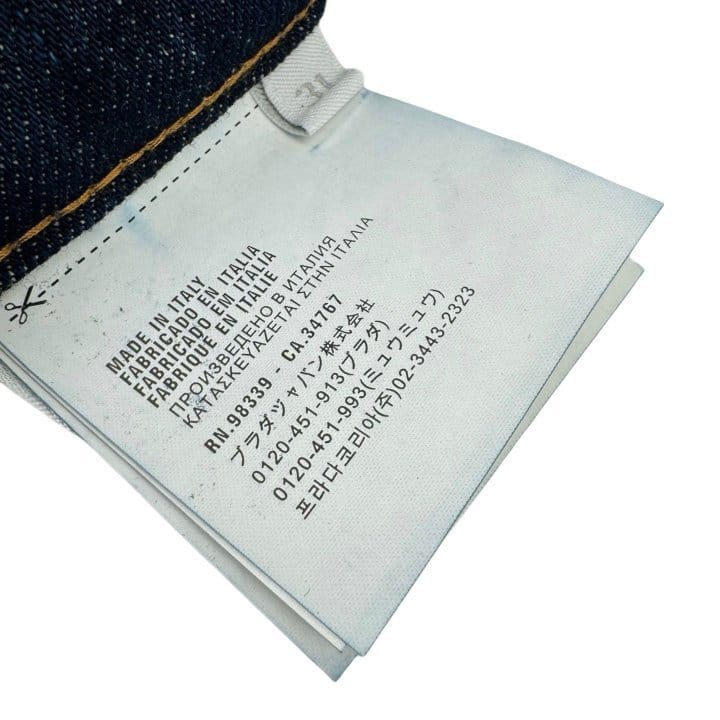 31
MADE IN ITALY
FABRICADO EN ITALIA
FABRICADO EM ITÁLIA
FABRIQUÉ EN ITALIE
ПРОИЗВЕДЕНО В ИТАЛИЯ
ΚΑΤΑΣΚΕΥΑΖΕΤΑΙ ΣΤΗΝ ΙΤΑΛΙΑ
RN.98339 - CA.34767
プラダヅャバン株式会社
0120-451-913(プラダ)
0120-451-993(ミュウミュウ)
프라다코리아(주)02-3443-2323